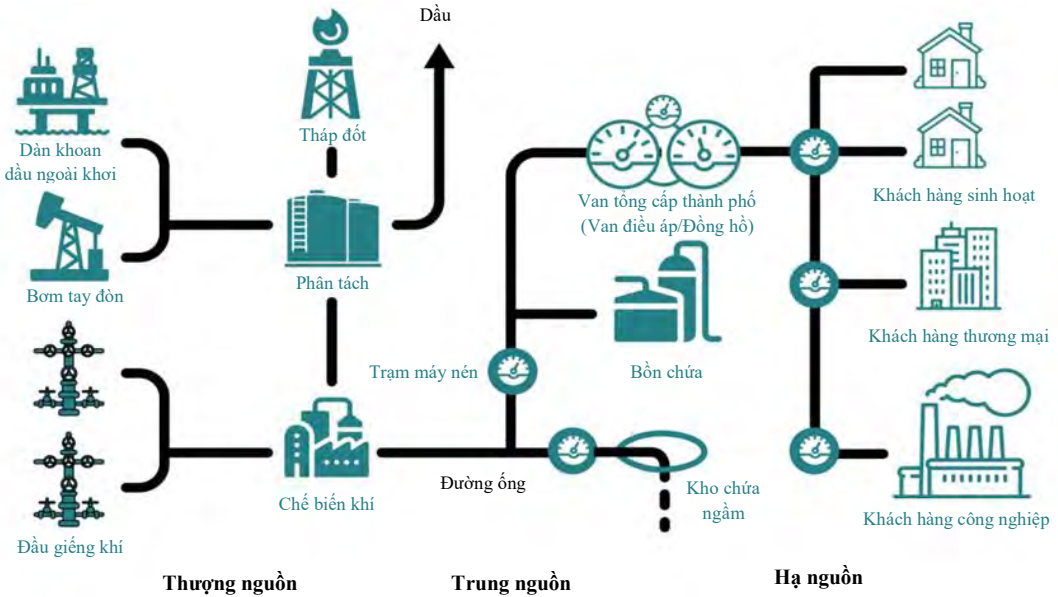 Dầu
Tháp đốt
Dàn khoan
dầu ngoài khơi
Van tổng cấp thành phố
(Van điều áp/Đồng hồ)
Khách hàng sinh hoạt
Phân tách
Bơm tay đòn
Khách hàng thương mại
Trạm máy nén
Bồn chứa
Đường ống
Kho chứa
ngầm
Chế biến khí
Khách hàng công nghiệp
Đầu giếng khí
Thượng nguồn
Trung nguồn
Hạ nguồn